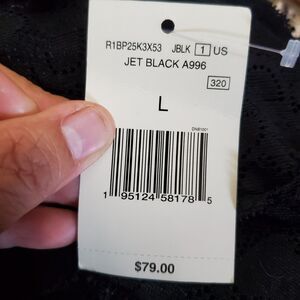 R1BP25K3X53 JBLK 1 US
JET BLACK A996
320
L
DNB1001
1 95124 58178 5
$79.00